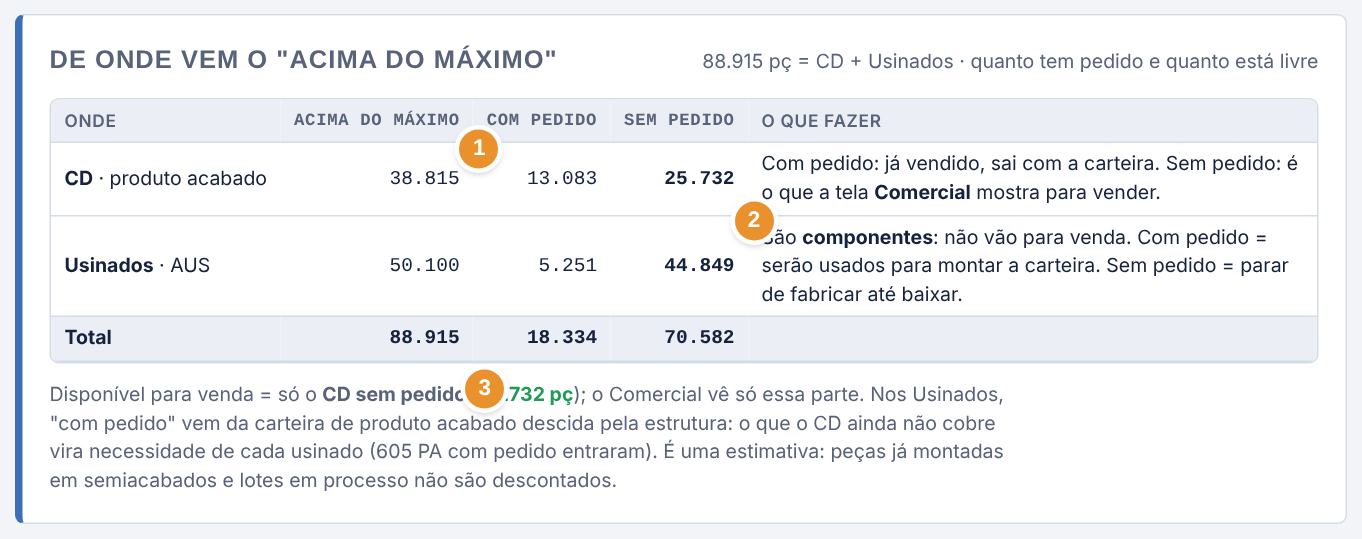 DE ONDE VEM O "ACIMA DO MÁXIMO"
88.915 pç = CD + Usinados · quanto tem pedido e quanto está livre
ONDE ACIMA DO MÁXIMO COM PEDIDO SEM PEDIDO O QUE FAZER
1
CD · produto acabado 38.815 13.083 25.732
Com pedido: já vendido, sai com a carteira. Sem pedido: é
o que a tela Comercial mostra para vender.
2
Usinados · AUS 50.100 5.251 44.849
São componentes: não vão para venda. Com pedido =
serão usados para montar a carteira. Sem pedido = parar
de fabricar até baixar.
Total 88.915 18.334 70.582
3
Disponível para venda = só o CD sem pedido .732 pç); o Comercial vê só essa parte. Nos Usinados,
"com pedido" vem da carteira de produto acabado descida pela estrutura: o que o CD ainda não cobre
vira necessidade de cada usinado (605 PA com pedido entraram). É uma estimativa: peças já montadas
em semiacabados e lotes em processo não são descontados.